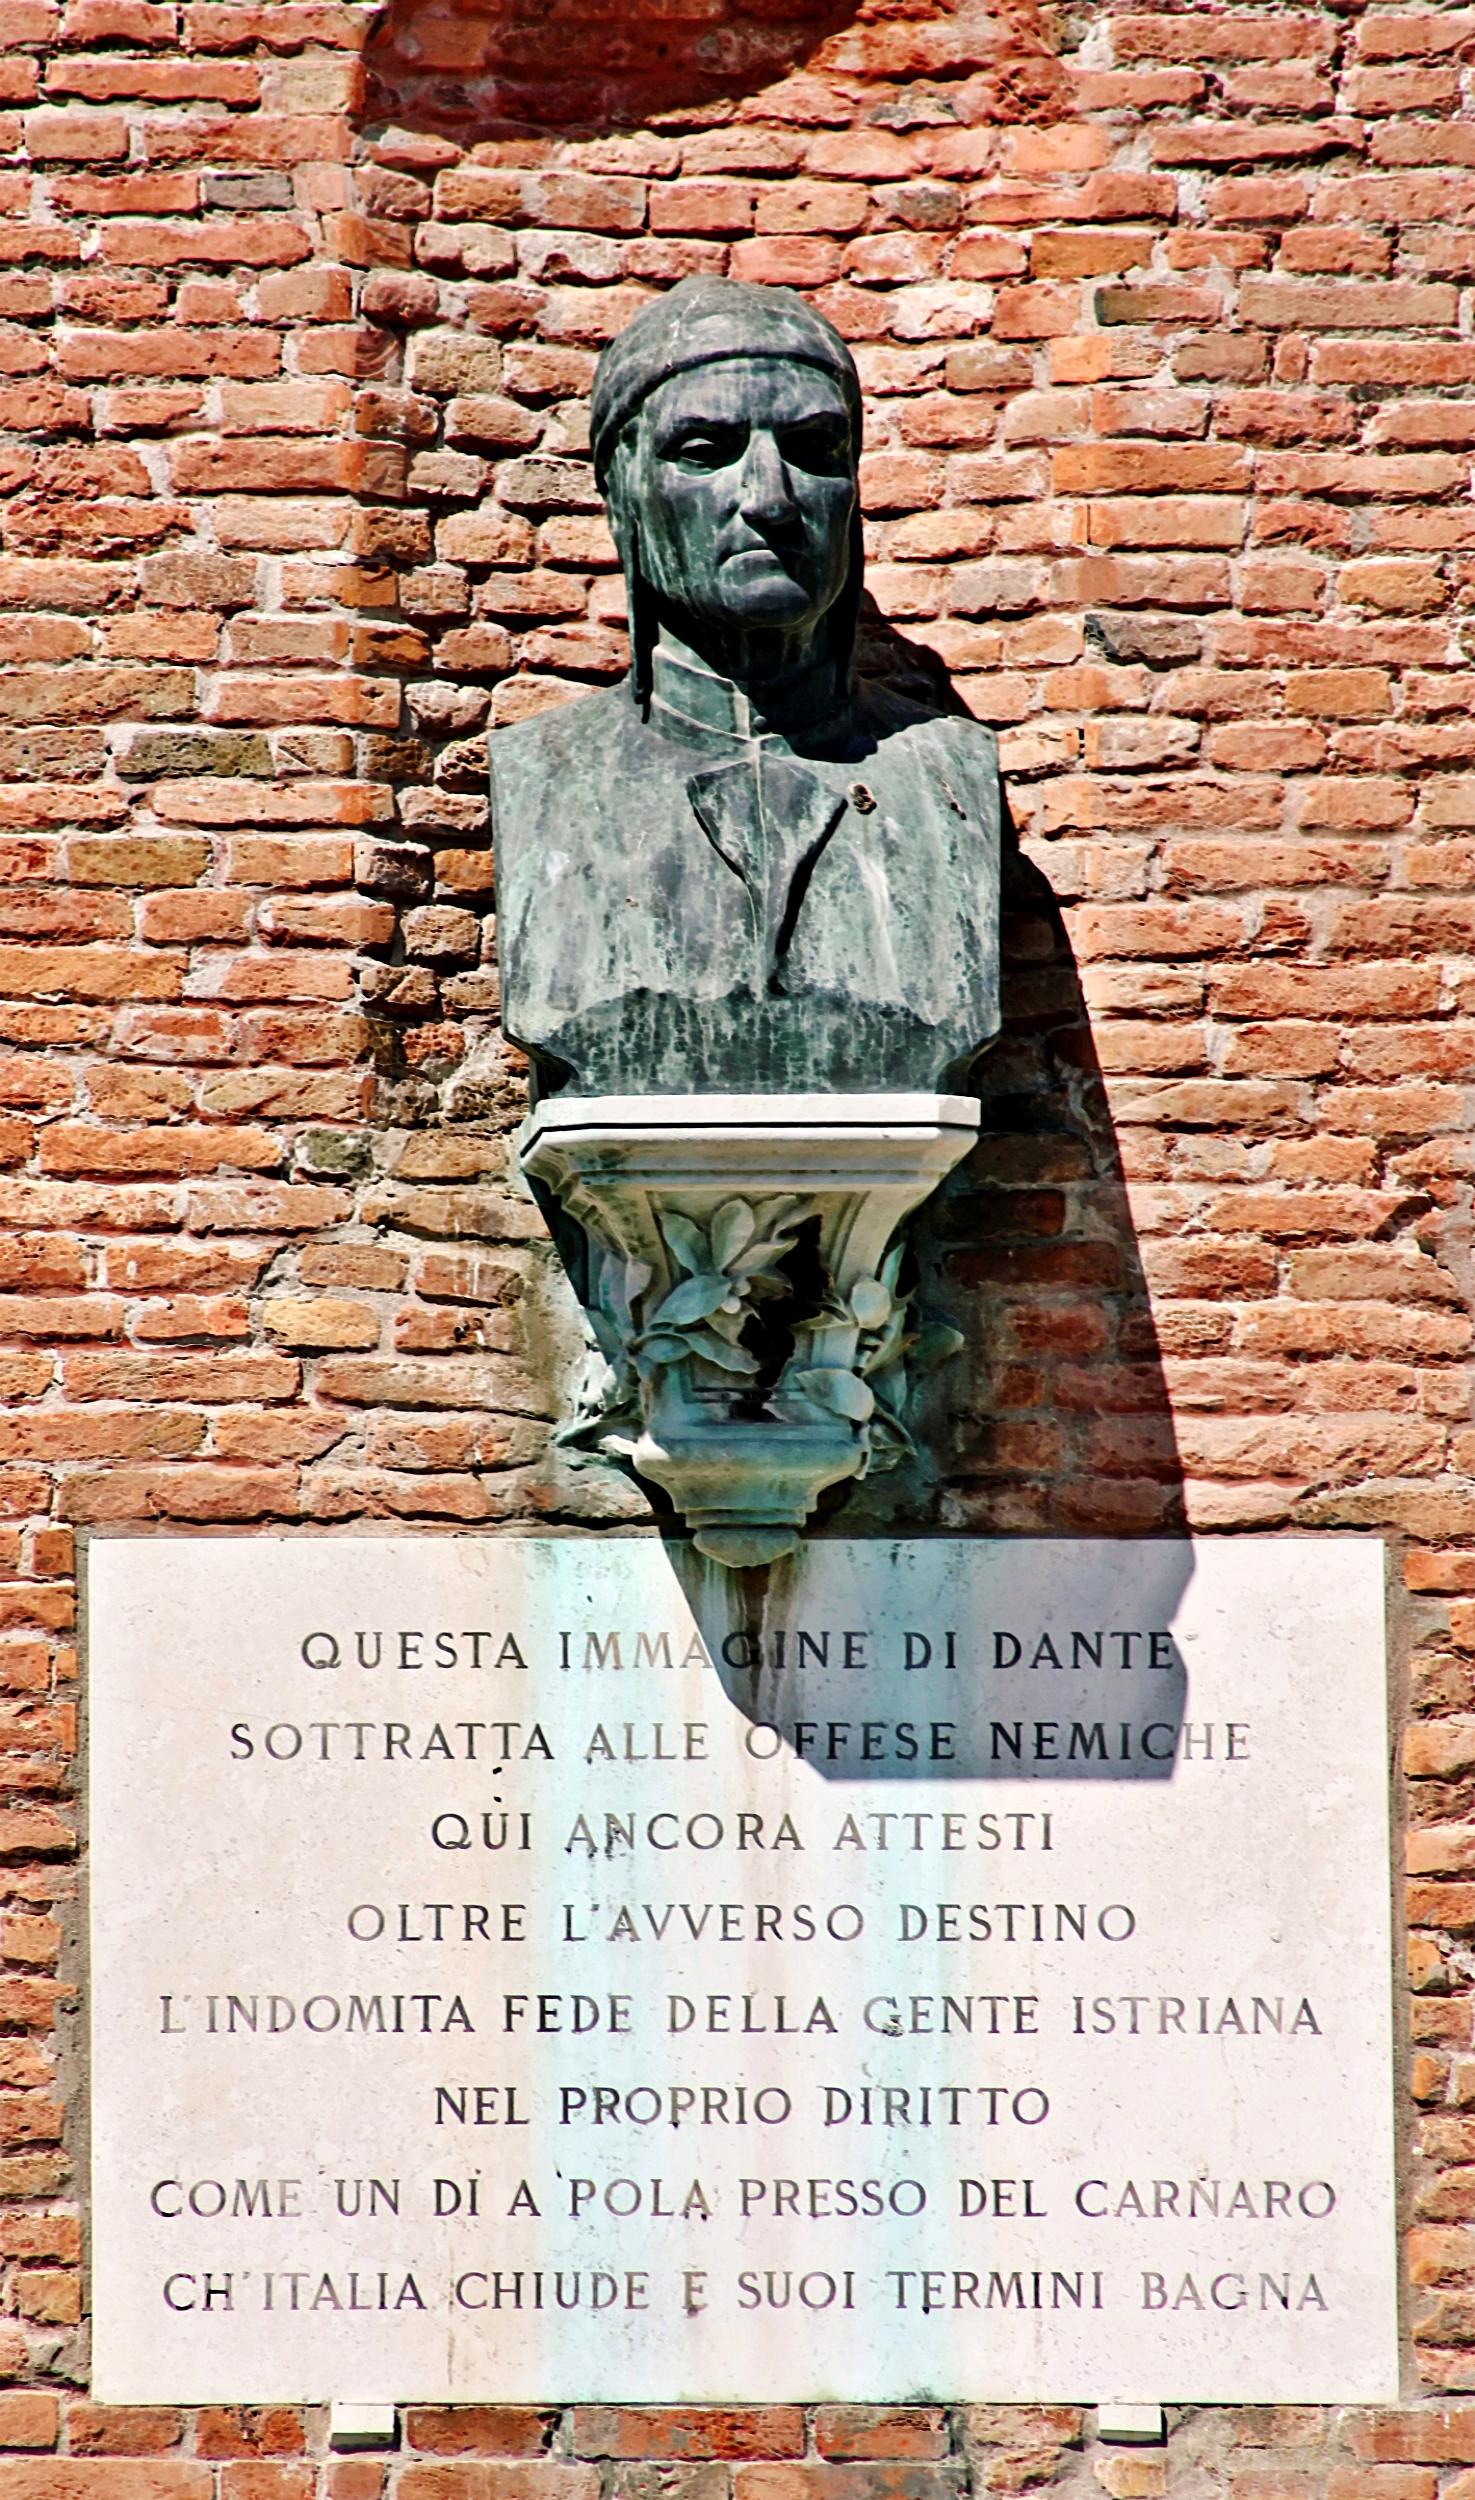 QUESTA IMMAGINE DI DANTE
SOTTRATTA ALLE OFFESE NEMICHE
QUI ANCORA ATTESTI
OLTRE L'AVVERSO DESTINO
L'INDOMITA FEDE DELLA GENTE ISTRIANA
NEL PROPRIO DIRITTO
COME UN DI A POLA PRESSO DEL CARNARO
CH'ITALIA CHIUDE E SUOI TERMINI BAGNA